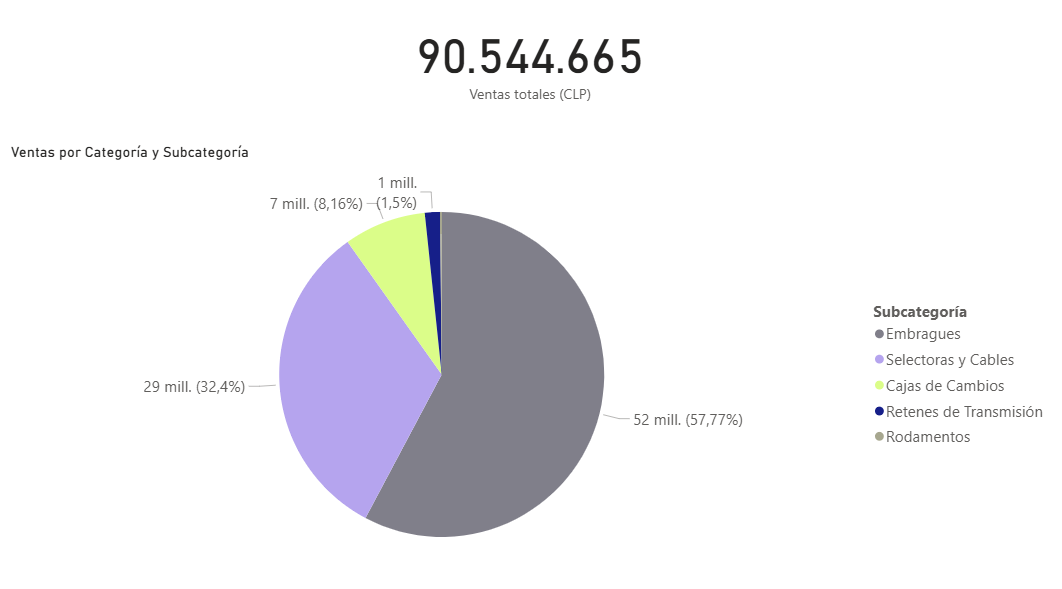 90.544.665
Ventas totales (CLP)
Ventas por Categoría y Subcategoría
1 mill.
(1,5%)
7 mill. (8,16%)
29 mill. (32,4%)
52 mill. (57,77%)
Subcategoría
Embragues
Selectoras y Cables
Cajas de Cambios
Retenes de Transmisión
Rodamentos